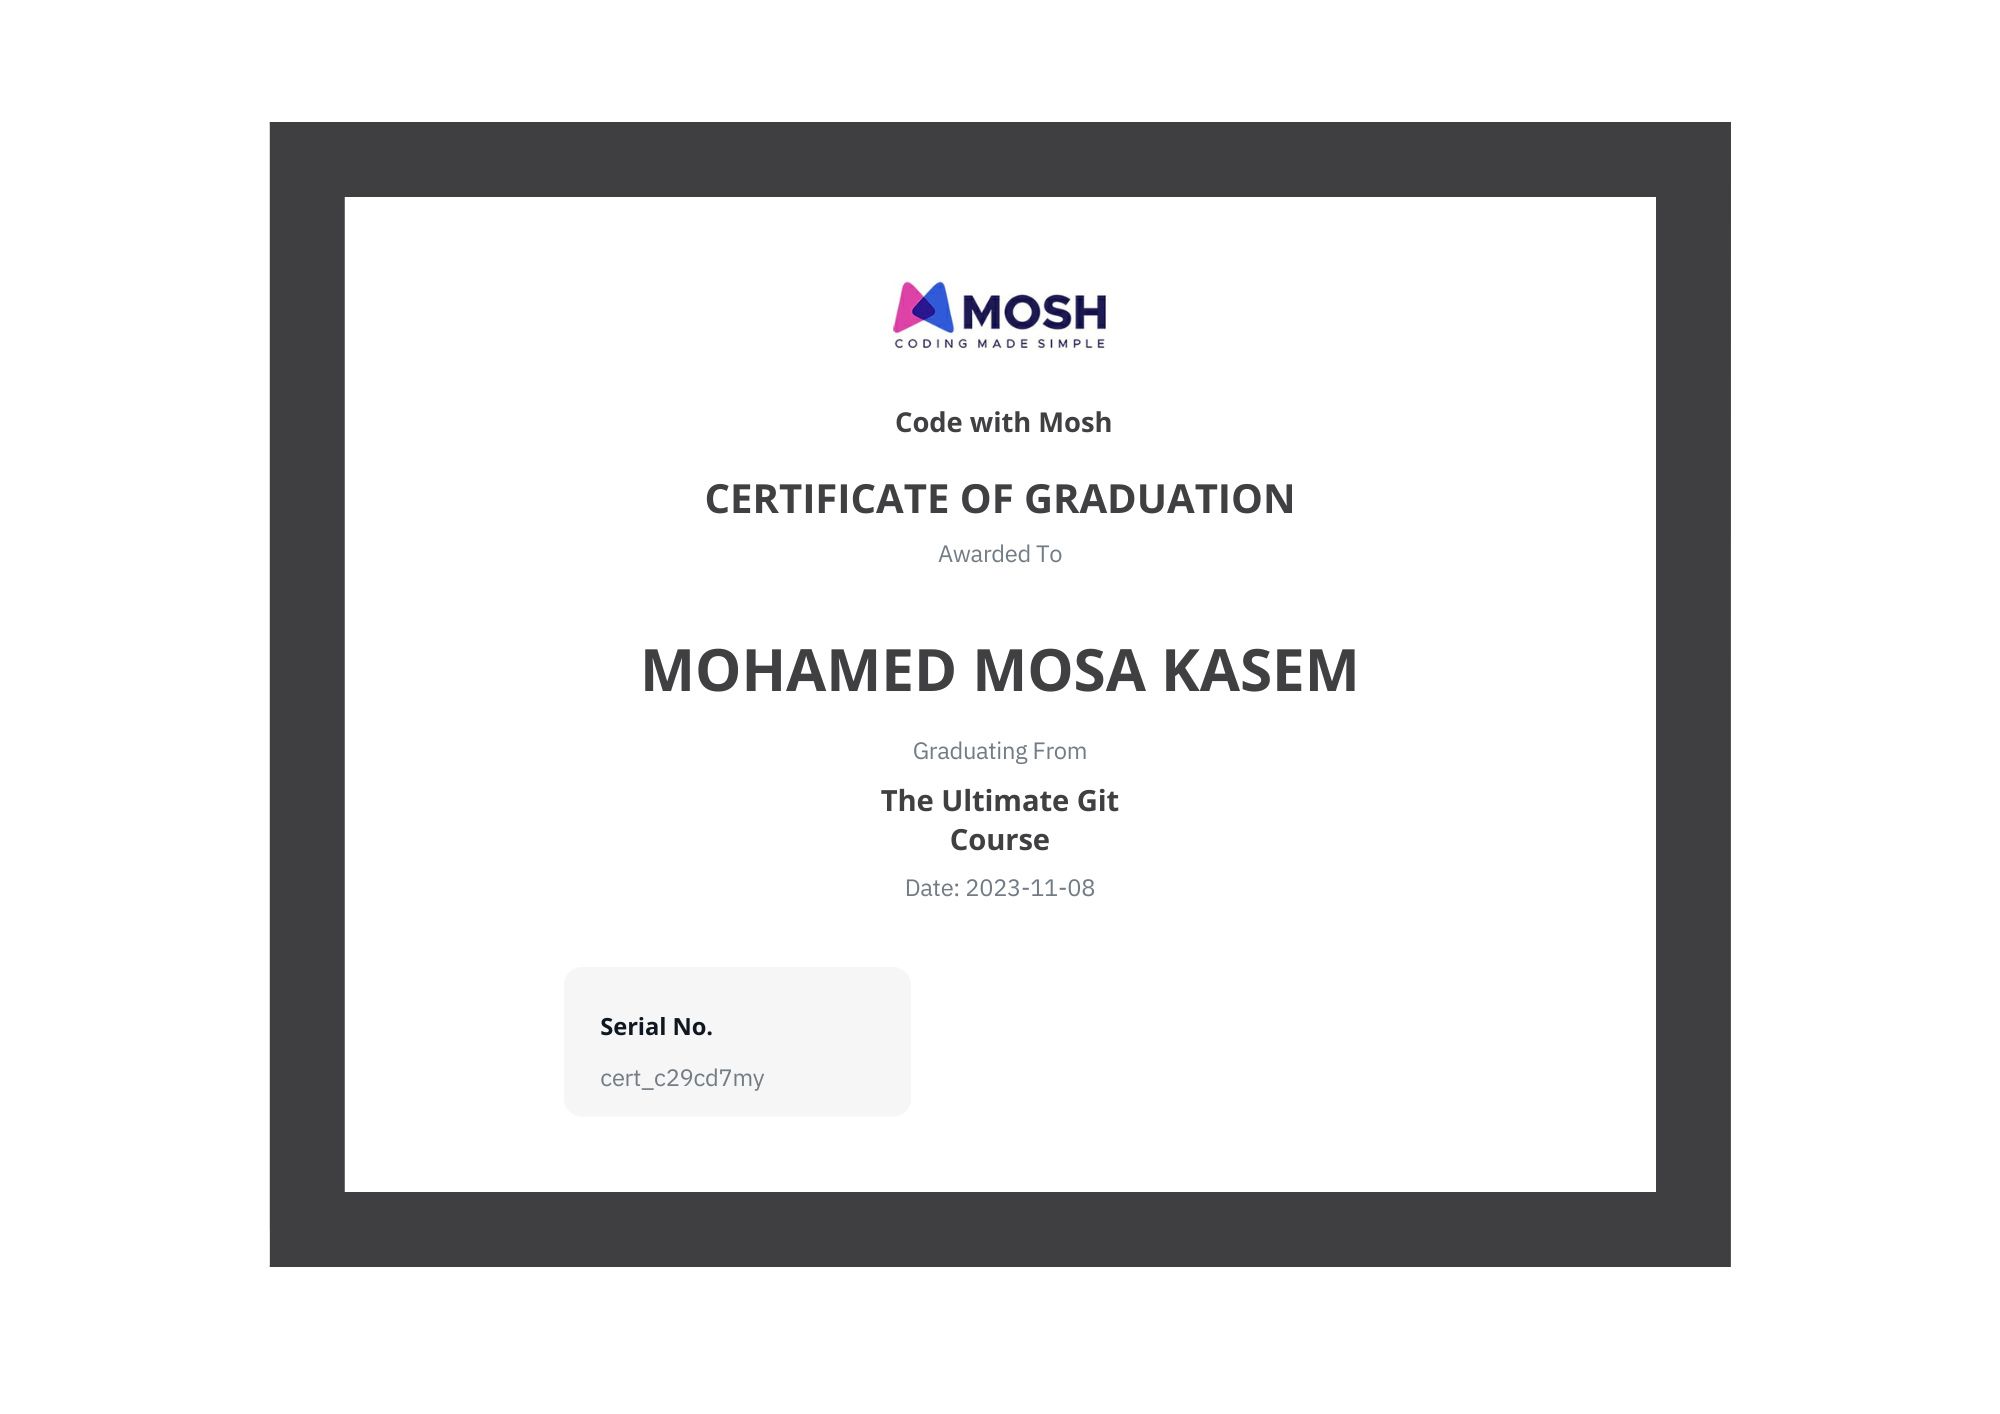 MOSH
CODING MADE SIMPLE
Code with Mosh
CERTIFICATE OF GRADUATION
Awarded To
MOHAMED MOSA KASEM
Graduating From
The Ultimate Git
Course
Date: 2023-11-08
Serial No.
cert_c29cd7my